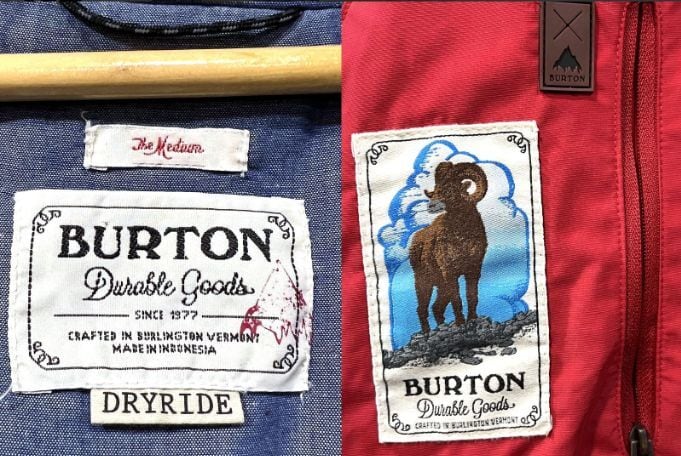 The Medium
BURTON
Durable Goods
SINCE 1977
CRAFTED IN BURLINGTON VERMONT
MADE IN INDONESIA
DRYRIDE
BURTON
BURTON
Durable Goods
CRAFTED IN BURLINGTON VERMONT